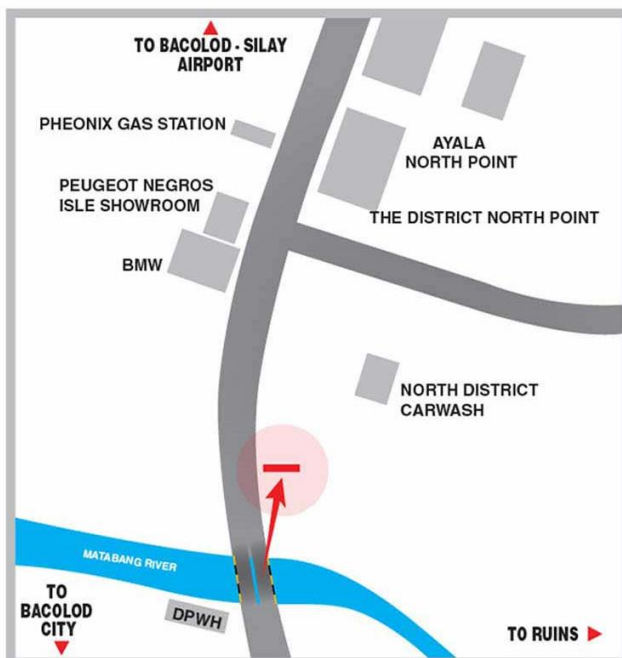 TO BACOLOD - SILAY
AIRPORT
PHEONIX GAS STATION
AYALA
NORTH POINT
PEUGEOT NEGROS
ISLE SHOWROOM
THE DISTRICT NORTH POINT
BMW
NORTH DISTRICT
CARWASH
MATABANG RIVER
TO
BACOLOD
CITY
DPWH
TO RUINS